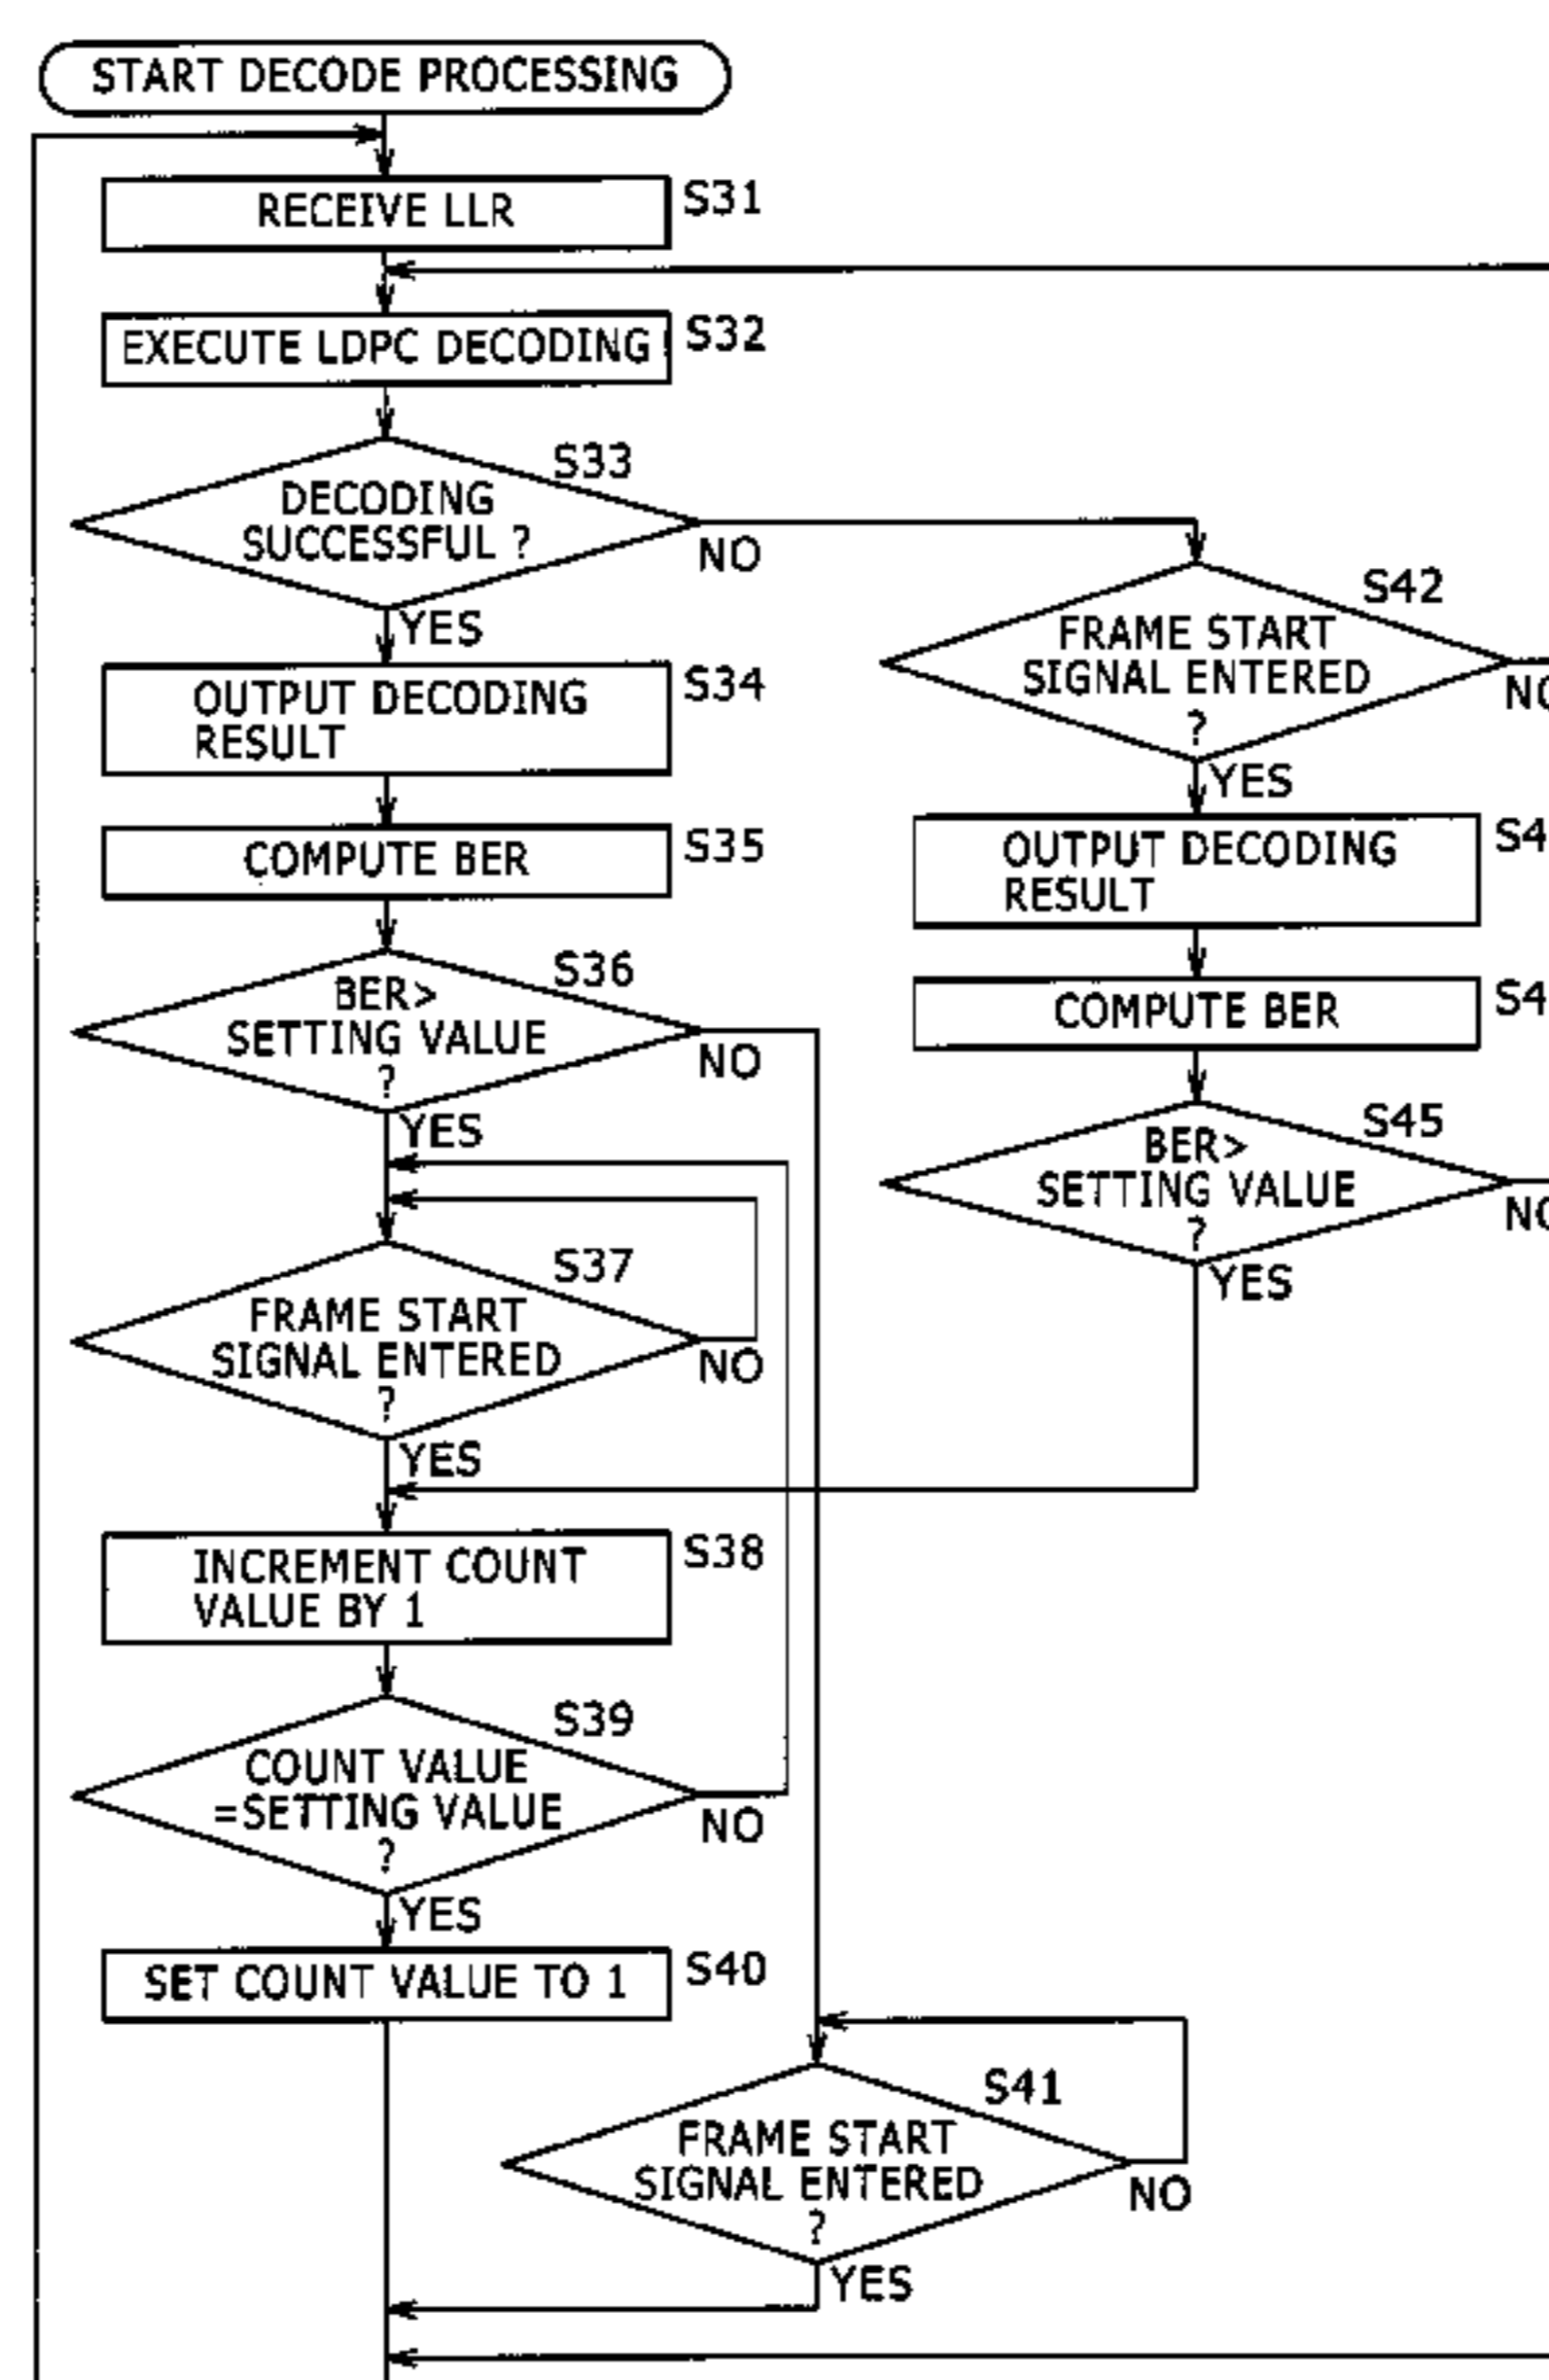 START DECODE PROCESSING
RECEIVE LLR
S31
EXECUTE LDPC DECODING
S32
S33
DECODING
SUCCESSFUL ?
NO
YES
OUTPUT DECODING
RESULT
S34
COMPUTE BER
S35
S36
BER>
SETTING VALUE
?
NO
YES
S37
FRAME START
SIGNAL ENTERED
?
NO
YES
INCREMENT COUNT
VALUE BY 1
S38
S39
COUNT VALUE
=SETTING VALUE
?
NO
YES
SET COUNT VALUE TO 1
S40
S41
FRAME START
SIGNAL ENTERED
?
NO
YES
S42
FRAME START
SIGNAL ENTERED
?
NO
YES
OUTPUT DECODING
RESULT
S4
COMPUTE BER
S4
S45
BER>
SETTING VALUE
?
NO
YES